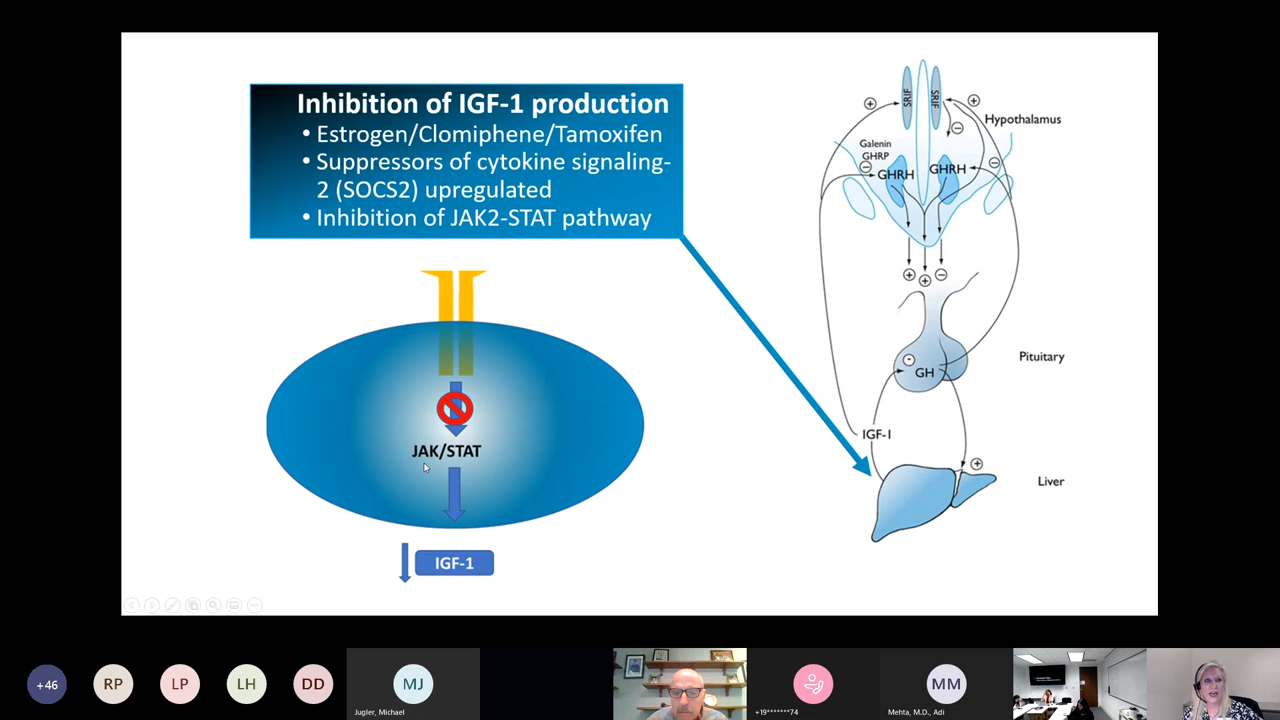 Inhibition of IGF-1 production
• Estrogen/Clomiphene/Tamoxifen
• Suppressors of cytokine signaling-
2 (SOCS2) upregulated
• Inhibition of JAK2-STAT pathway
JAK/STAT
IGF-1
SRIF
SRIF
+
+
Hypothalamus
−
Galenin
GHRP
−
−
GHRH
GHRH
+
+
−
Pituitary
-
GH
IGF-1
+
Liver
+46
RP
LP
LH
DD
MJ
Jugler, Michael
+19*******74
MM
Mehta, M.D., Adi